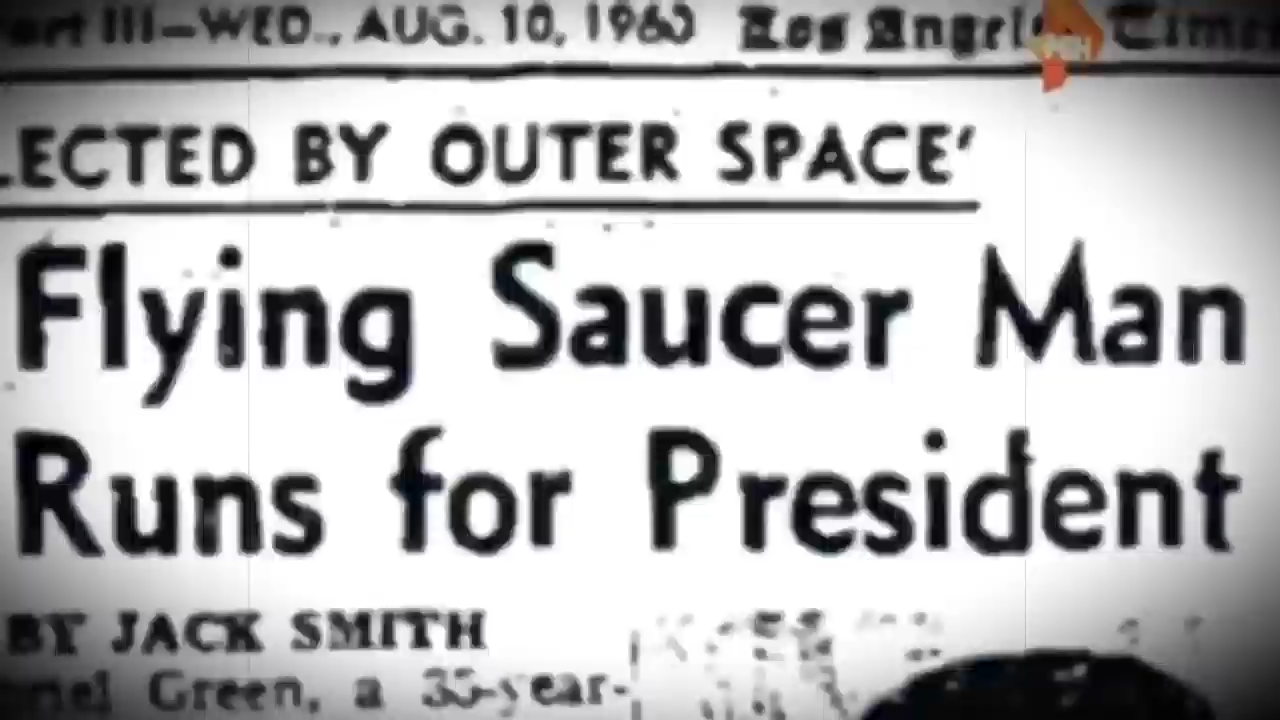 art III—WED., AUG. 10, 1960 Los Angeles Times
LECTED BY OUTER SPACE'
Flying Saucer Man
Runs for President
BY JACK SMITH
Green, a 35-year-